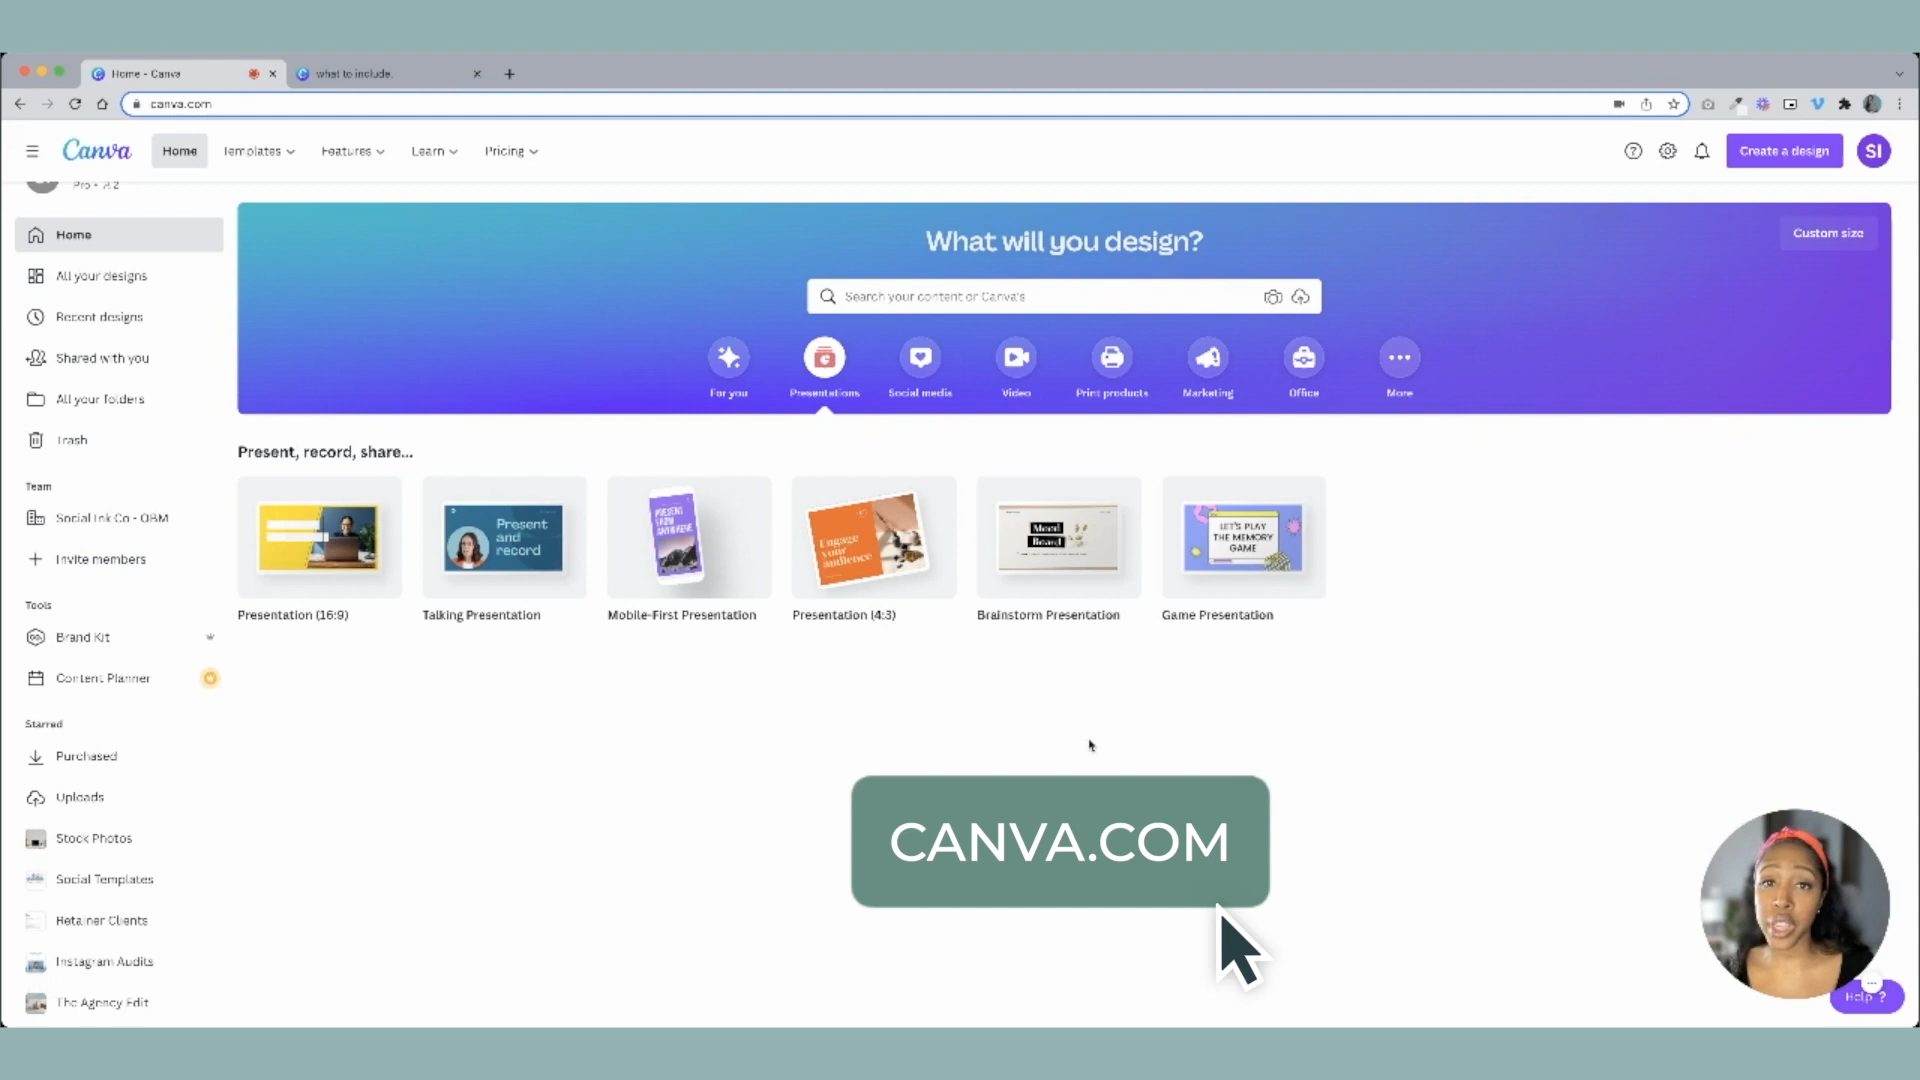 Home - Canva
what to include.
canva.com
Canva
Home
Templates
Features
Learn
Pricing
Create a design
SI
Pro •
2
Home
All your designs
Recent designs
Shared with you
All your folders
Trash
Team
Social Ink Co - OBM
Invite members
Tools
Brand Kit
Content Planner
Starred
Purchased
Uploads
Stock Photos
Social Templates
Retainer Clients
Instagram Audits
The Agency Edit
What will you design?
Custom size
Search your content or Canva's
For you
Presentations
Social media
Video
Print products
Marketing
Office
More
Present, record, share...
Present
and
record
PRESENT
FROM
ANYWHERE
Engage
your
audience
Mood
Board
LET'S PLAY
THE MEMORY
GAME
Presentation (16:9)
Talking Presentation
Mobile-First Presentation
Presentation (4:3)
Brainstorm Presentation
Game Presentation
CANVA.COM
Help ?